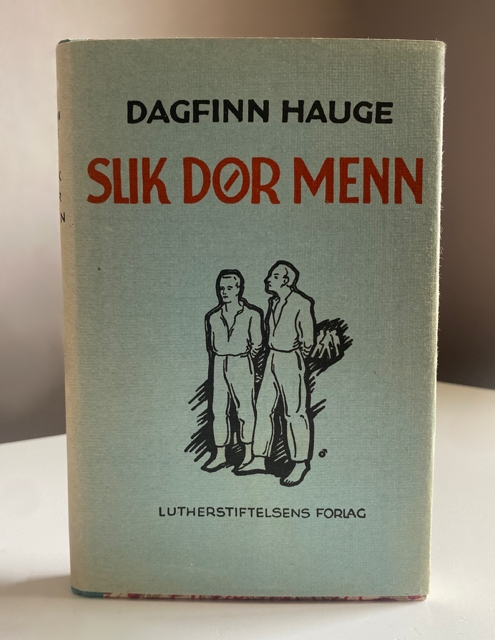 DAGFINN HAUGE
SLIK DØR MENN
LUTHERSTIFTELSENS FORLAG